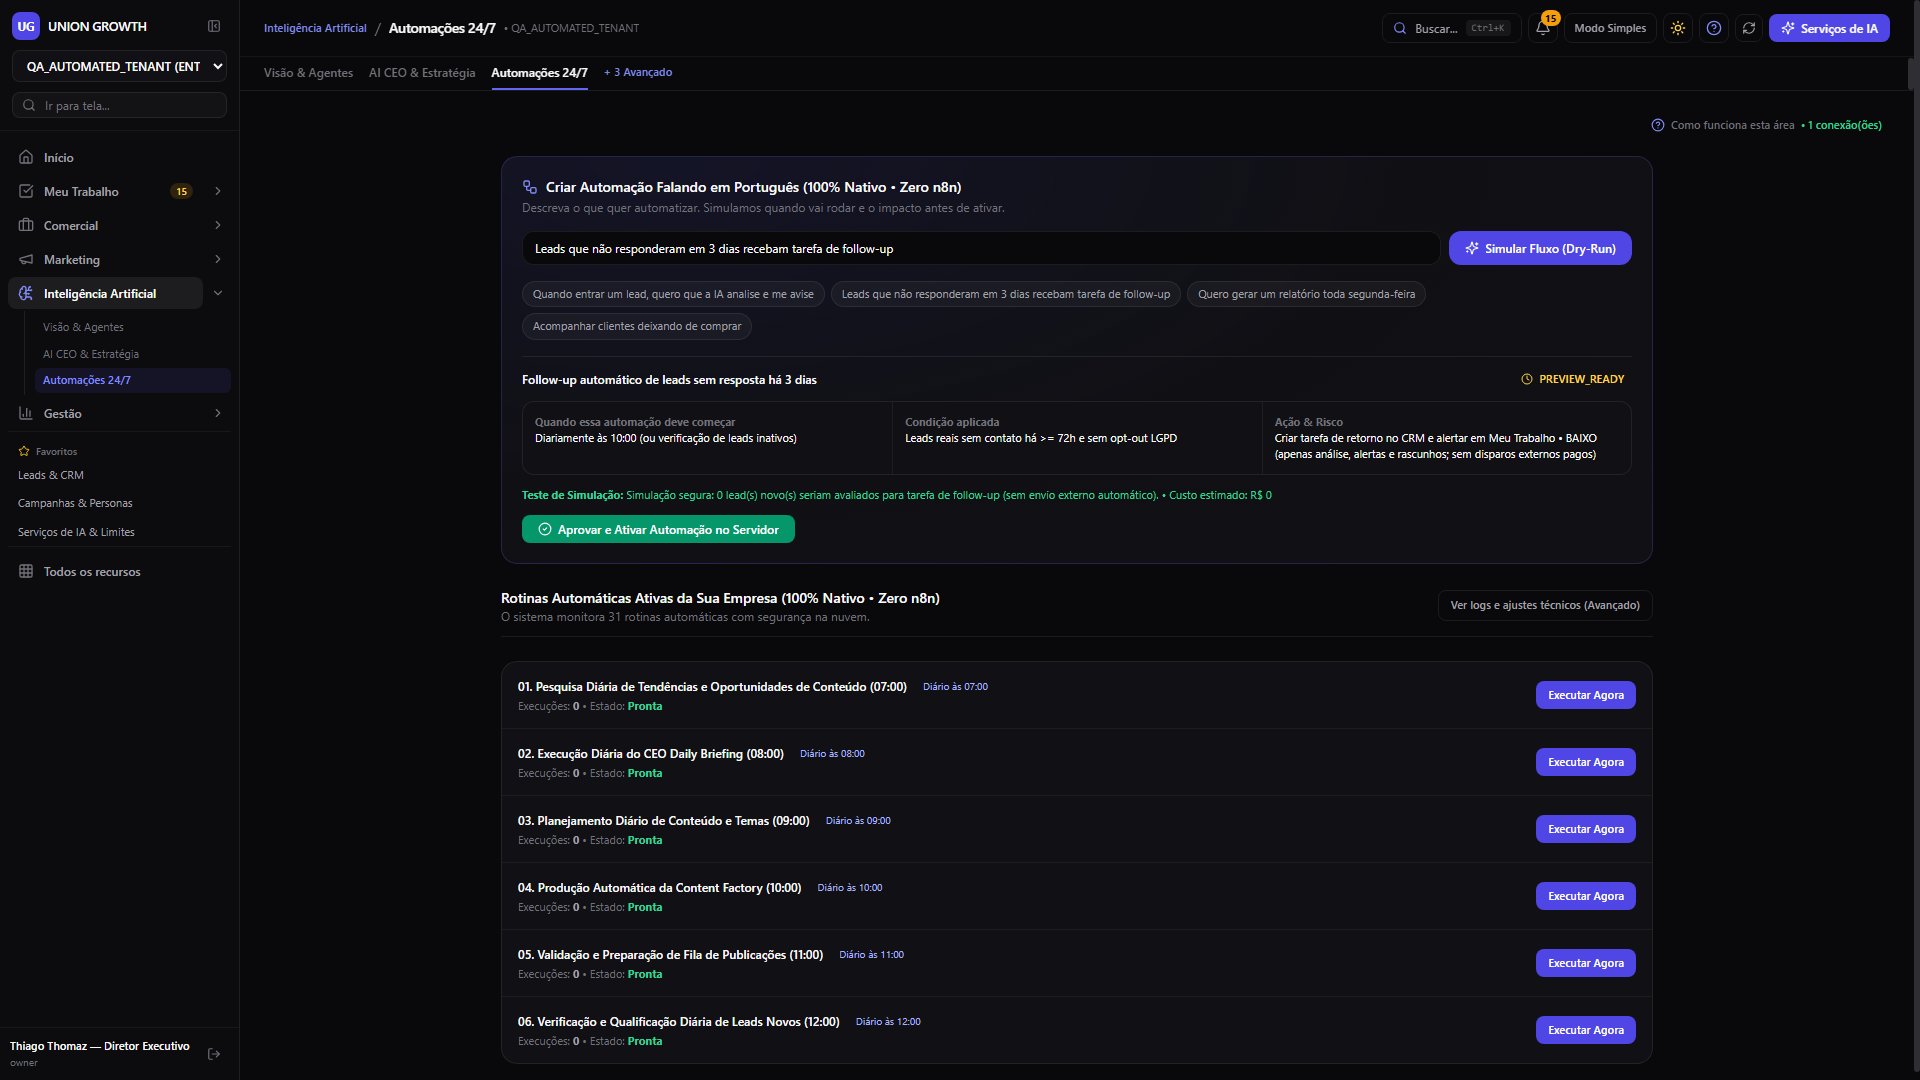 UG UNION GROWTH
QA_AUTOMATED_TENANT (ENT
Ir para tela...
Início
Meu Trabalho 15
Comercial
Marketing
Inteligência Artificial
Visão & Agentes
AI CEO & Estratégia
Automações 24/7
Gestão
Favoritos
Leads & CRM
Campanhas & Personas
Serviços de IA & Limites
Todos os recursos
Thiago Thomaz — Diretor Executivo
owner
Inteligência Artificial / Automações 24/7 • QA_AUTOMATED_TENANT
Buscar... Ctrl+K
15
Modo Simples
Serviços de IA
Visão & Agentes AI CEO & Estratégia Automações 24/7 + 3 Avançado
Como funciona esta área • 1 conexão(ões)
Criar Automação Falando em Português (100% Nativo • Zero n8n)
Descreva o que quer automatizar. Simulamos quando vai rodar e o impacto antes de ativar.
Leads que não responderam em 3 dias recebam tarefa de follow-up
Simular Fluxo (Dry-Run)
Quando entrar um lead, quero que a IA analise e me avise
Leads que não responderam em 3 dias recebam tarefa de follow-up
Quero gerar um relatório toda segunda-feira
Acompanhar clientes deixando de comprar
Follow-up automático de leads sem resposta há 3 dias
PREVIEW_READY
Quando essa automação deve começar
Diariamente às 10:00 (ou verificação de leads inativos)
Condição aplicada
Leads reais sem contato há >= 72h e sem opt-out LGPD
Ação & Risco
Criar tarefa de retorno no CRM e alertar em Meu Trabalho • BAIXO
(apenas análise, alertas e rascunhos; sem disparos externos pagos)
Teste de Simulação: Simulação segura: 0 lead(s) novo(s) seriam avaliados para tarefa de follow-up (sem envio externo automático). • Custo estimado: R$ 0
Aprovar e Ativar Automação no Servidor
Rotinas Automáticas Ativas da Sua Empresa (100% Nativo • Zero n8n)
O sistema monitora 31 rotinas automáticas com segurança na nuvem.
Ver logs e ajustes técnicos (Avançado)
01. Pesquisa Diária de Tendências e Oportunidades de Conteúdo (07:00) Diário às 07:00
Execuções: 0 • Estado: Pronta
Executar Agora
02. Execução Diária do CEO Daily Briefing (08:00) Diário às 08:00
Execuções: 0 • Estado: Pronta
Executar Agora
03. Planejamento Diário de Conteúdo e Temas (09:00) Diário às 09:00
Execuções: 0 • Estado: Pronta
Executar Agora
04. Produção Automática da Content Factory (10:00) Diário às 10:00
Execuções: 0 • Estado: Pronta
Executar Agora
05. Validação e Preparação de Fila de Publicações (11:00) Diário às 11:00
Execuções: 0 • Estado: Pronta
Executar Agora
06. Verificação e Qualificação Diária de Leads Novos (12:00) Diário às 12:00
Execuções: 0 • Estado: Pronta
Executar Agora